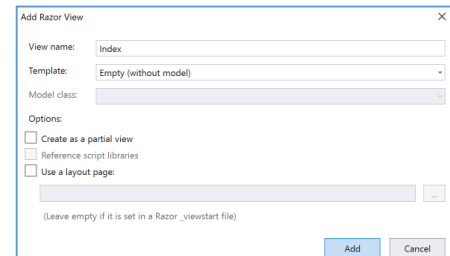 Add Razor View
View name: Index
Template: Empty (without model)
Model class:
Options:
Create as a partial view
Reference script libraries
Use a layout page:
...
(Leave empty if it is set in a Razor _viewstart file)
Add Cancel